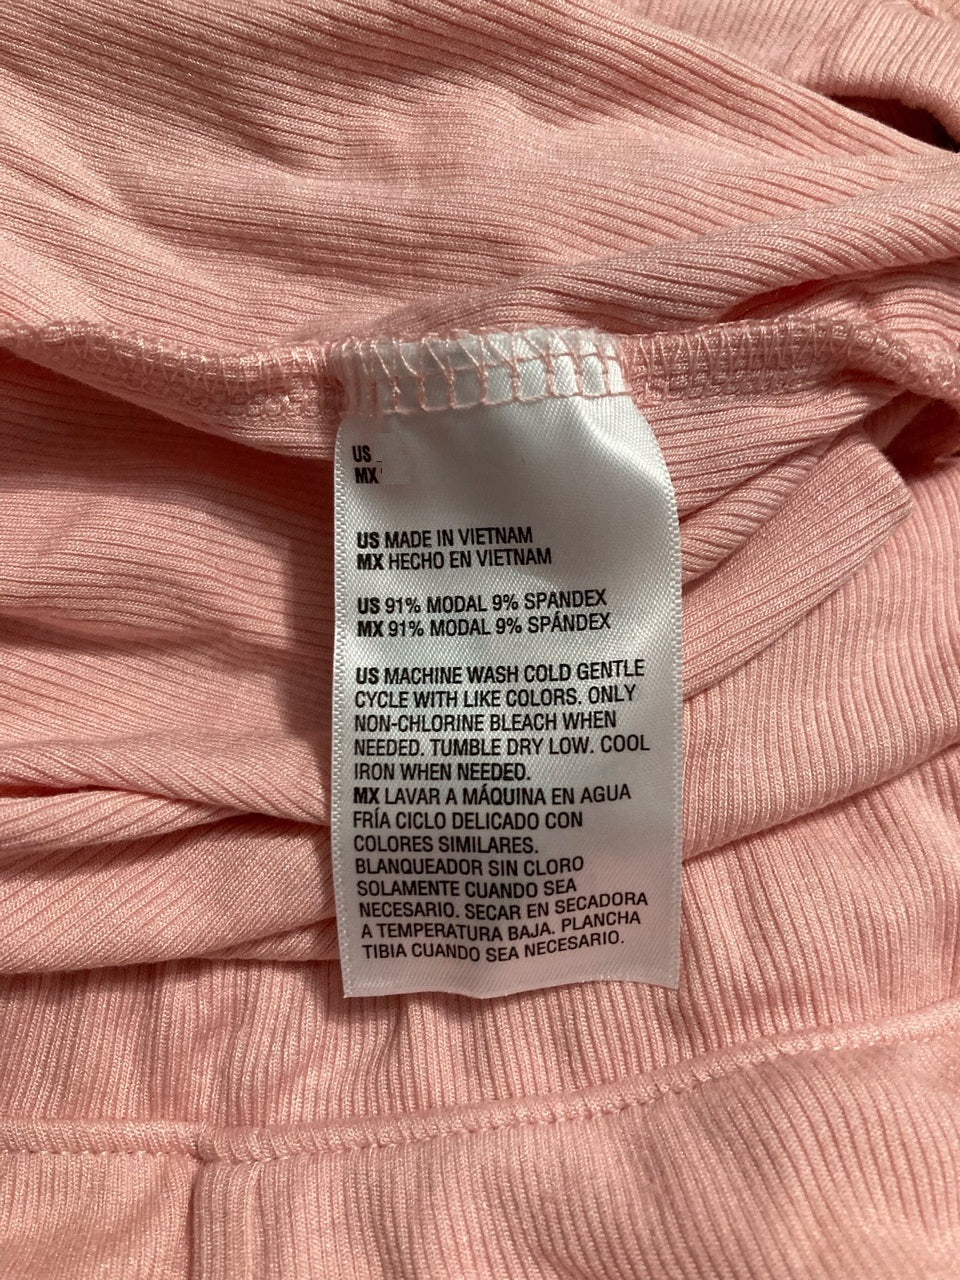 US
MX
US MADE IN VIETNAM
MX HECHO EN VIETNAM
US 91% MODAL 9% SPANDEX
MX 91% MODAL 9% SPÁNDEX
US MACHINE WASH COLD GENTLE
CYCLE WITH LIKE COLORS. ONLY
NON-CHLORINE BLEACH WHEN
NEEDED. TUMBLE DRY LOW. COOL
IRON WHEN NEEDED.
MX LAVAR A MÁQUINA EN AGUA
FRÍA CICLO DELICADO CON
COLORES SIMILARES.
BLANQUEADOR SIN CLORO
SOLAMENTE CUANDO SEA
NECESARIO. SECAR EN SECADORA
A TEMPERATURA BAJA. PLANCHA
TIBIA CUANDO SEA NECESARIO.